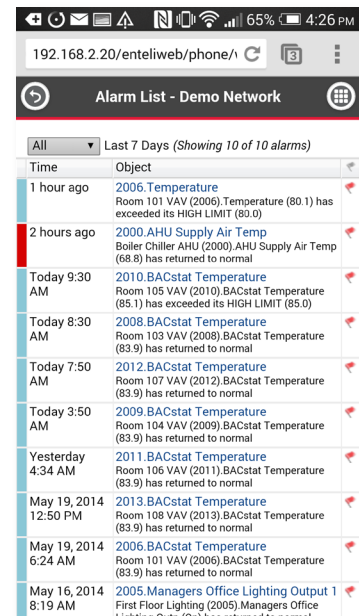 65% 4:26 PM
192.168.2.20/enteliweb/phone/
3
Alarm List - Demo Network
All Last 7 Days (Showing 10 of 10 alarms)
Time Object
1 hour ago 2006.Temperature
Room 101 VAV (2006).Temperature (80.1) has
exceeded its HIGH LIMIT (80.0)
2 hours ago 2000.AHU Supply Air Temp
Boiler Chiller AHU (2000).AHU Supply Air Temp
(68.8) has returned to normal
Today 9:30 2010.BACstat Temperature
AM Room 105 VAV (2010).BACstat Temperature
(85.1) has exceeded its HIGH LIMIT (85.0)
Today 8:30 2008.BACstat Temperature
AM Room 103 VAV (2008).BACstat Temperature
(83.9) has returned to normal
Today 7:50 2012.BACstat Temperature
AM Room 107 VAV (2012).BACstat Temperature
(83.9) has returned to normal
Today 3:50 2009.BACstat Temperature
AM Room 104 VAV (2009).BACstat Temperature
(83.9) has returned to normal
Yesterday 2011.BACstat Temperature
4:34 AM Room 106 VAV (2011).BACstat Temperature
(83.9) has returned to normal
May 19, 2014 2013.BACstat Temperature
12:50 PM Room 108 VAV (2013).BACstat Temperature
(83.9) has returned to normal
May 19, 2014 2006.BACstat Temperature
6:24 AM Room 101 VAV (2006).BACstat Temperature
(83.9) has returned to normal
May 16, 2014 2005.Managers Office Lighting Output 1
8:19 AM First Floor Lighting (2005).Managers Office